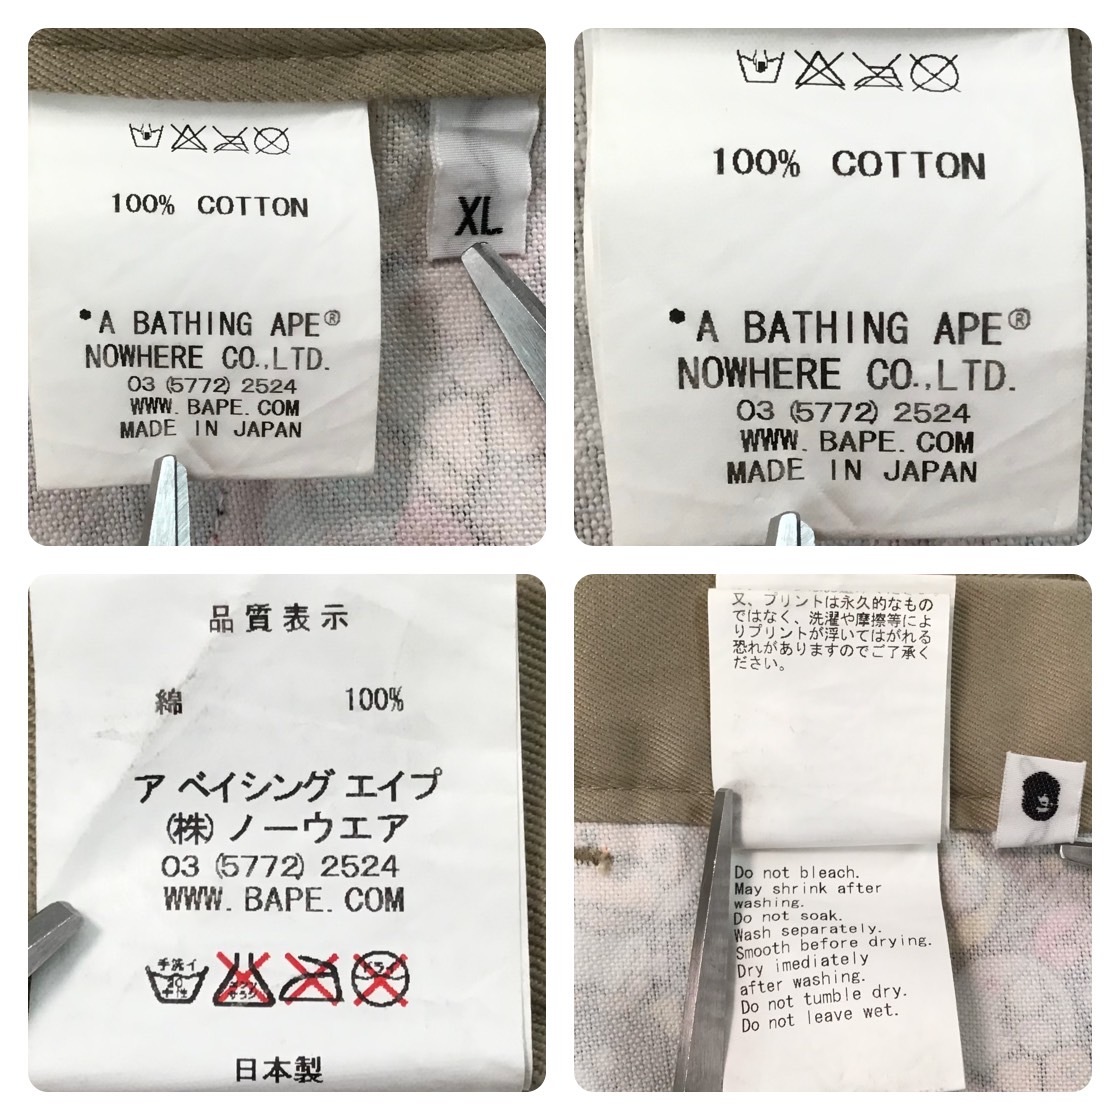 100% COTTON
XL
*A BATHING APE®
NOWHERE CO.,LTD.
03 (5772) 2524
WWW. BAPE. COM
MADE IN JAPAN
100% COTTON
*A BATHING APE®
NOWHERE CO.,LTD.
03 (5772) 2524
WWW. BAPE. COM
MADE IN JAPAN
品質表示
綿 100%
ア ベイシング エイプ
(株) ノーウエア
03 (5772) 2524
WWW. BAPE. COM
手洗イ
30
日本製
又、プリントは永久的なもの
ではなく、洗濯や摩擦等によ
りプリントが浮いてはがれる
恐れがありますのでご了承く
ださい。
Do not bleach.
May shrink after
washing.
Do not soak.
Wash separately.
Smooth before drying.
Dry imediately
after washing.
Do not tumble dry.
Do not leave wet.